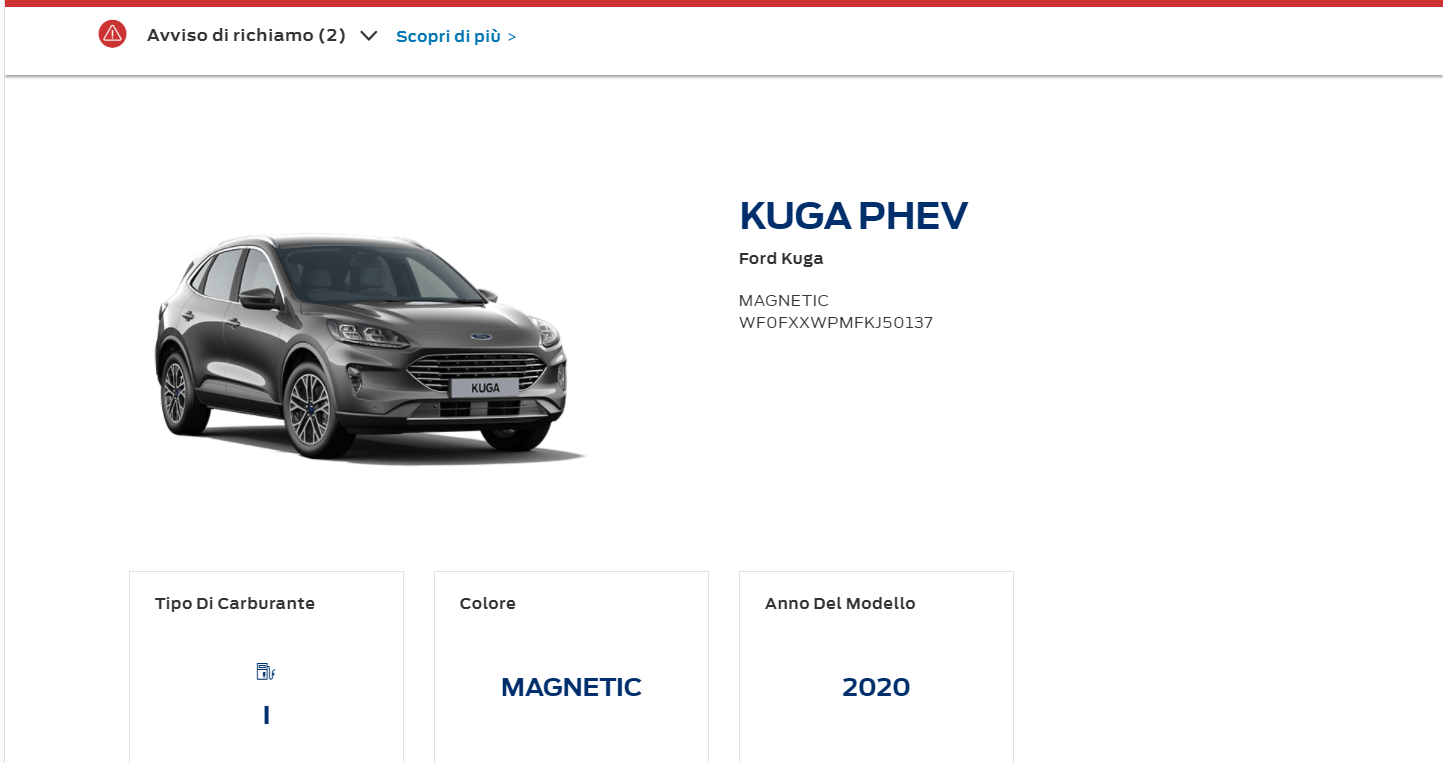 Avviso di richiamo (2)
Scopri di più >
KUGA PHEV
Ford Kuga
MAGNETIC
WF0FXXWPMFKJ50137
KUGA
Tipo Di Carburante
I
Colore
MAGNETIC
Anno Del Modello
2020